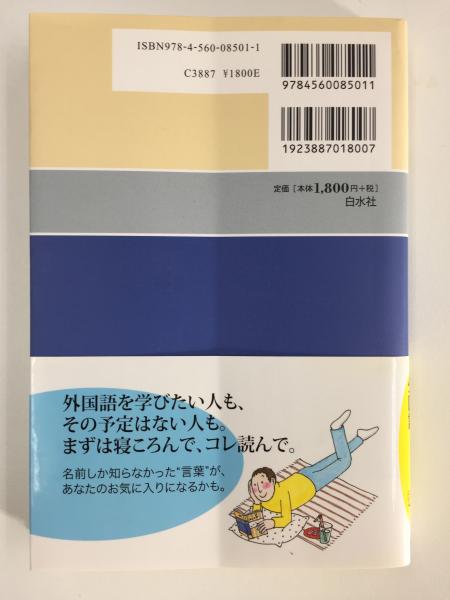 ISBN978-4-560-08501-1
C3887 ¥1800E
9784560085011
1923887018007
定価［本体1,800円+税］
白水社
外国語を学びたい人も、
その予定はない人も。
まずは寝ころんで、コレ読んで。
名前しか知らなかった“言葉”が、
あなたのお気に入りになるかも。